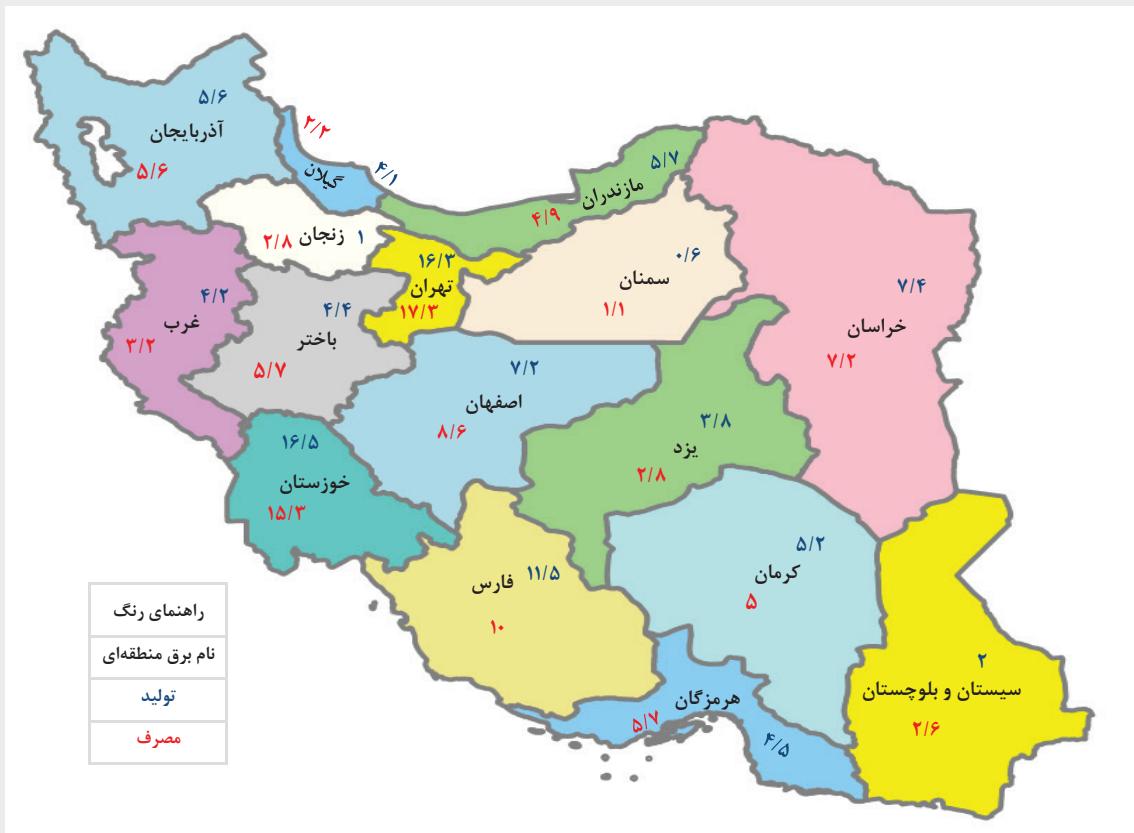 ۵/۶
آذربایجان
۵/۶
۲/۲
گیلان
۴/۱
۵/۷
مازندران
۴/۹
۱
زنجان
۲/۸
۱۶/۳
تهران
۱۷/۳
۰/۶
سمنان
۱/۱
۷/۴
خراسان
۷/۲
۴/۲
غرب
۳/۲
۴/۴
باختر
۵/۷
۷/۲
اصفهان
۸/۶
۳/۸
یزد
۲/۸
۱۶/۵
خوزستان
۱۵/۳
۱۱/۵
فارس
۱۰
۵/۲
کرمان
۵
۲
سیستان و بلوچستان
۲/۶
هرمزگان
۵/۷
۴/۵
راهنمای رنگ
نام برق منطقه‌ای
تولید
مصرف